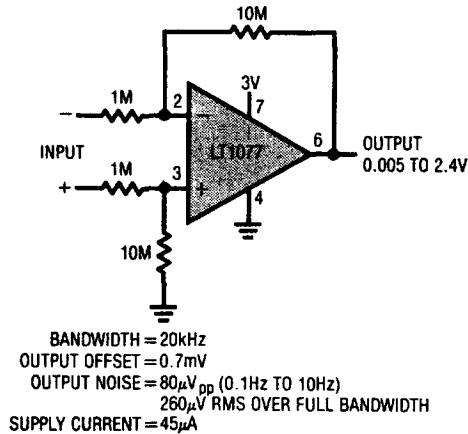 10M
1M
2
3V
7
−
−
LT1077
6
OUTPUT
0.005 TO 2.4V
INPUT
1M
3
+
+
4
10M
BANDWIDTH = 20kHz
OUTPUT OFFSET = 0.7mV
OUTPUT NOISE = 80μVpp (0.1Hz TO 10Hz)
260μV RMS OVER FULL BANDWIDTH
SUPPLY CURRENT = 45μA